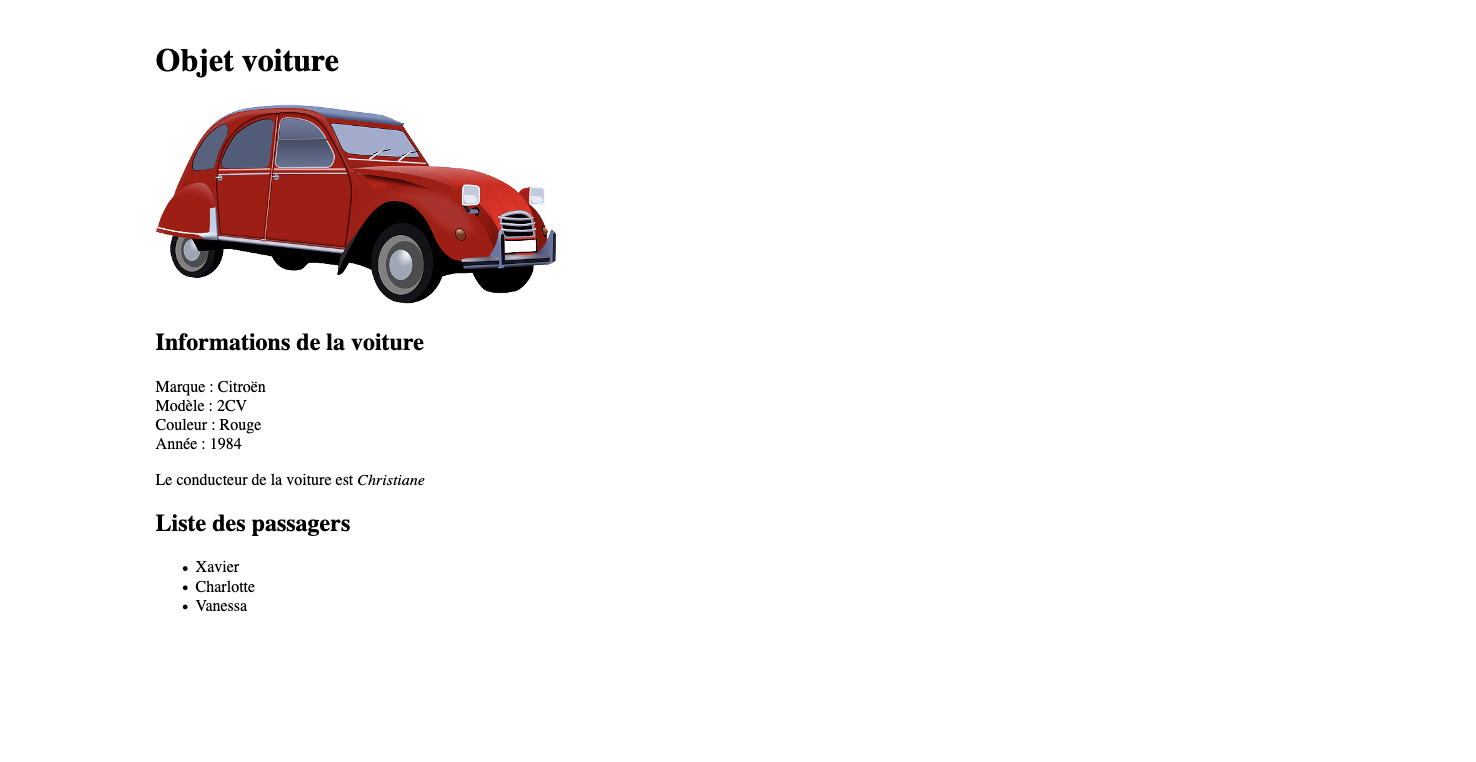 Objet voiture
Informations de la voiture
Marque : Citroën
Modèle : 2CV
Couleur : Rouge
Année : 1984
Le conducteur de la voiture est Christiane
Liste des passagers
• Xavier
• Charlotte
• Vanessa